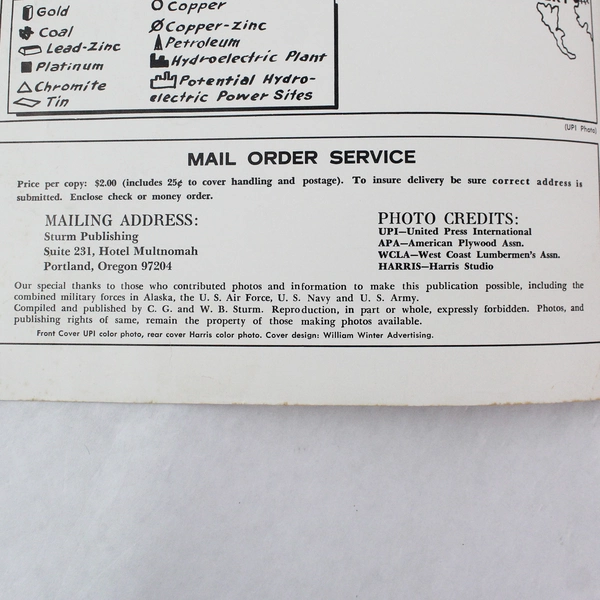 Gold
Coal
Lead-Zinc
Platinum
Chromite
Tin
Copper
Copper-Zinc
Petroleum
Hydroelectric Plant
Potential Hydro-
electric Power Sites
(UPI Photo)
MAIL ORDER SERVICE
Price per copy: $2.00 (includes 25¢ to cover handling and postage). To insure delivery be sure correct address is
submitted. Enclose check or money order.
MAILING ADDRESS:
Sturm Publishing
Suite 231, Hotel Multnomah
Portland, Oregon 97204
PHOTO CREDITS:
UPI—United Press International
APA—American Plywood Assn.
WCLA—West Coast Lumbermen's Assn.
HARRIS—Harris Studio
Our special thanks to those who contributed photos and information to make this publication possible, including the
combined military forces in Alaska, the U. S. Air Force, U. S. Navy and U. S. Army.
Compiled and published by C. G. and W. B. Sturm. Reproduction, in part or whole, expressly forbidden. Photos, and
publishing rights of same, remain the property of those making photos available.
Front Cover UPI color photo, rear cover Harris color photo. Cover design: William Winter Advertising.